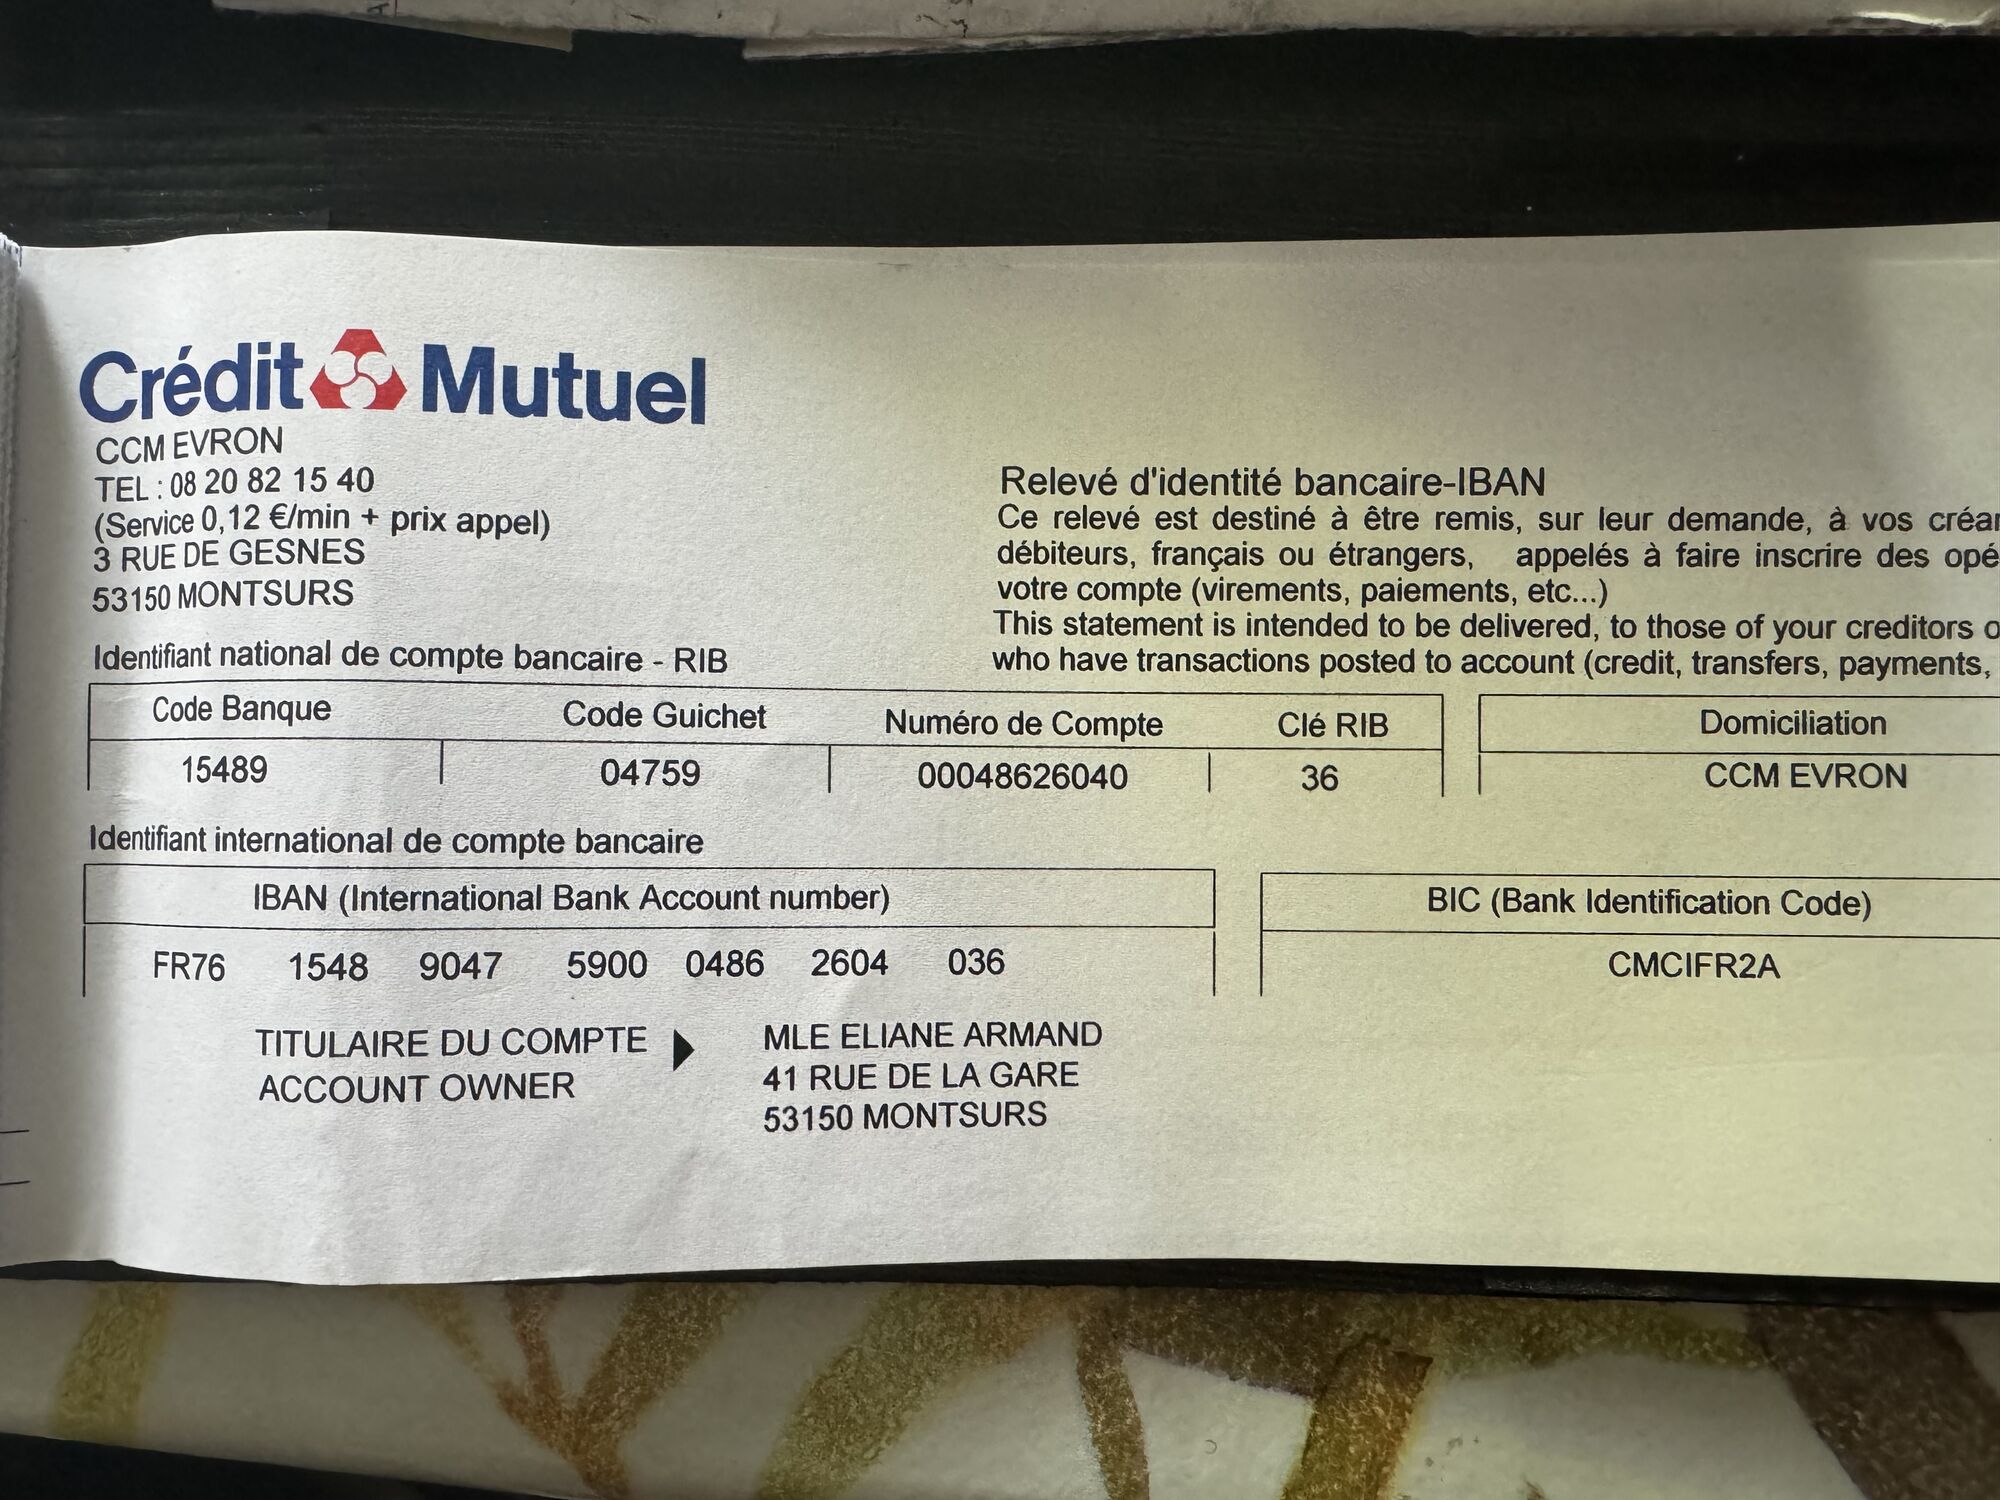 Crédit Mutuel
CCM EVRON
TEL : 08 20 82 15 40
(Service 0,12 €/min + prix appel)
3 RUE DE GESNES
53150 MONTSURS
Relevé d'identité bancaire-IBAN
Ce relevé est destiné à être remis, sur leur demande, à vos
débiteurs, français ou étrangers, appelés à faire inscrire des
votre compte (virements, paiements, etc...)
This statement is intended to be delivered, to those of your creditors
who have transactions posted to account (credit, transfers, payments,
Identifiant national de compte bancaire - RIB
Code Banque Code Guichet Numéro de Compte Clé RIB Domiciliation
15489 04759 00048626040 36 CCM EVRON
Identifiant international de compte bancaire
IBAN (International Bank Account number) BIC (Bank Identification Code)
FR76 1548 9047 5900 0486 2604 036 CMCIFR2A
TITULAIRE DU COMPTE MLE ELIANE ARMAND
ACCOUNT OWNER 41 RUE DE LA GARE
53150 MONTSURS